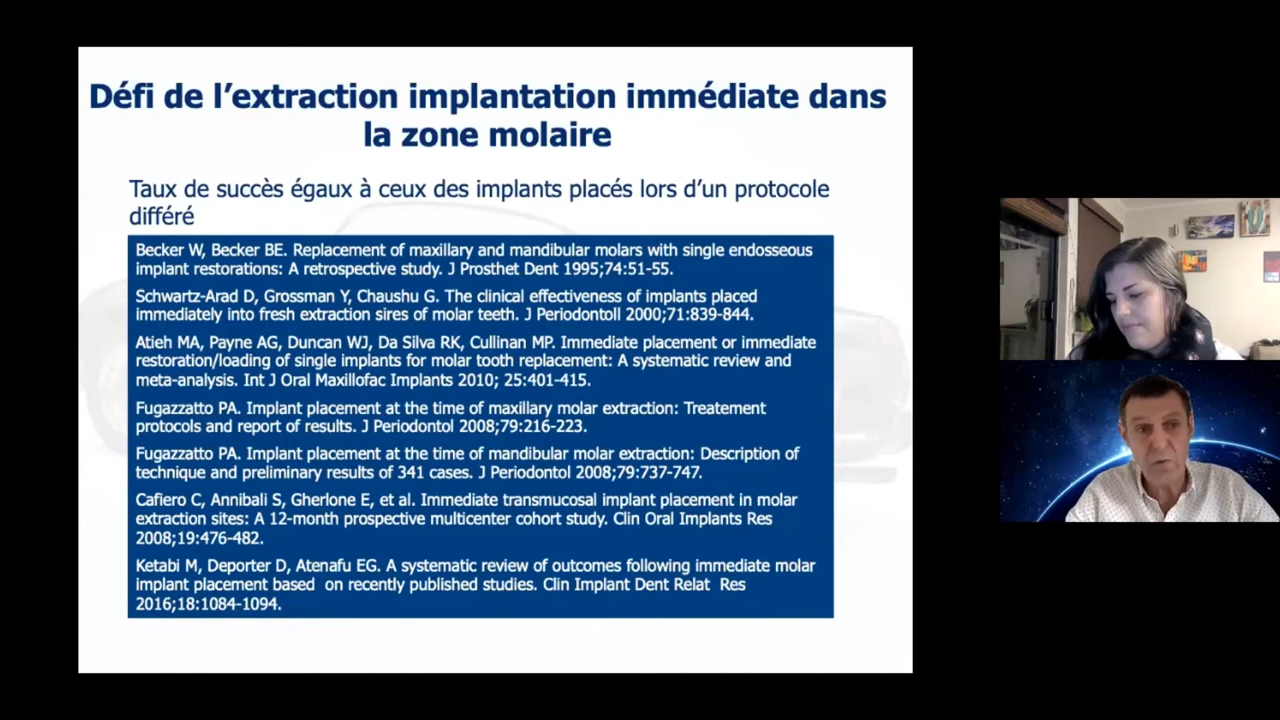 Défi de l’extraction implantation immédiate dans
la zone molaire
Taux de succès égaux à ceux des implants placés lors d’un protocole
différé
Becker W, Becker BE. Replacement of maxillary and mandibular molars with single endosseous
implant restorations: A retrospective study. J Prosthet Dent 1995;74:51-55.
Schwartz-Arad D, Grossman Y, Chaushu G. The clinical effectiveness of implants placed
immediately into fresh extraction sires of molar teeth. J Periodontoll 2000;71:839-844.
Atieh MA, Payne AG, Duncan WJ, Da Silva RK, Cullinan MP. Immediate placement or immediate
restoration/loading of single implants for molar tooth replacement: A systematic review and
meta-analysis. Int J Oral Maxillofac Implants 2010; 25:401-415.
Fugazzatto PA. Implant placement at the time of maxillary molar extraction: Treatement
protocols and report of results. J Periodontol 2008;79:216-223.
Fugazzatto PA. Implant placement at the time of mandibular molar extraction: Description of
technique and preliminary results of 341 cases. J Periodontol 2008;79:737-747.
Cafiero C, Annibali S, Gherlone E, et al. Immediate transmucosal implant placement in molar
extraction sites: A 12-month prospective multicenter cohort study. Clin Oral Implants Res
2008;19:476-482.
Ketabi M, Deporter D, Atenafu EG. A systematic review of outcomes following immediate molar
implant placement based  on recently published studies. Clin Implant Dent Relat  Res
2016;18:1084-1094.